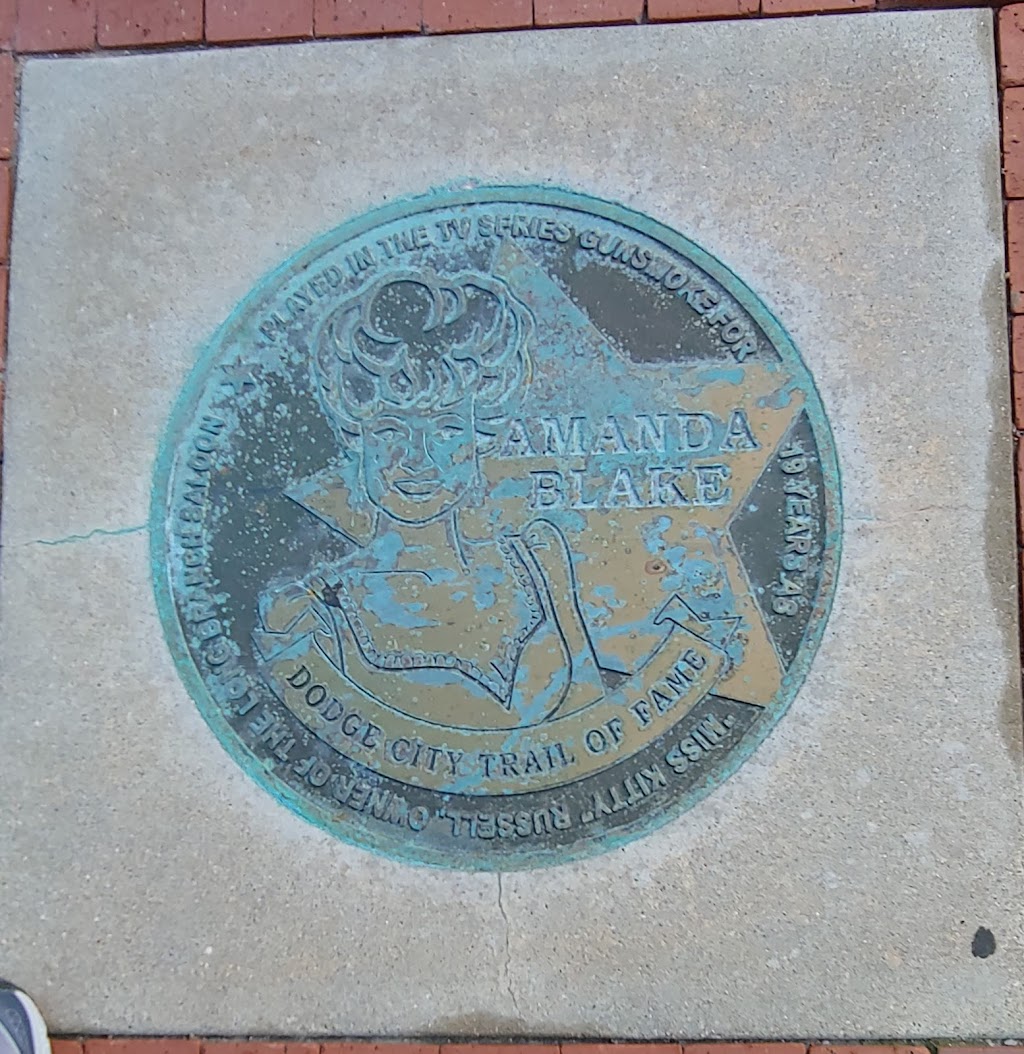 PLAYED IN THE TV SERIES GUNSMOKE FOR 19 YEARS AS "MISS KITTY" RUSSELL, OWNER OF THE LONG BRANCH SALOON
AMANDA
BLAKE
DODGE CITY TRAIL OF FAME